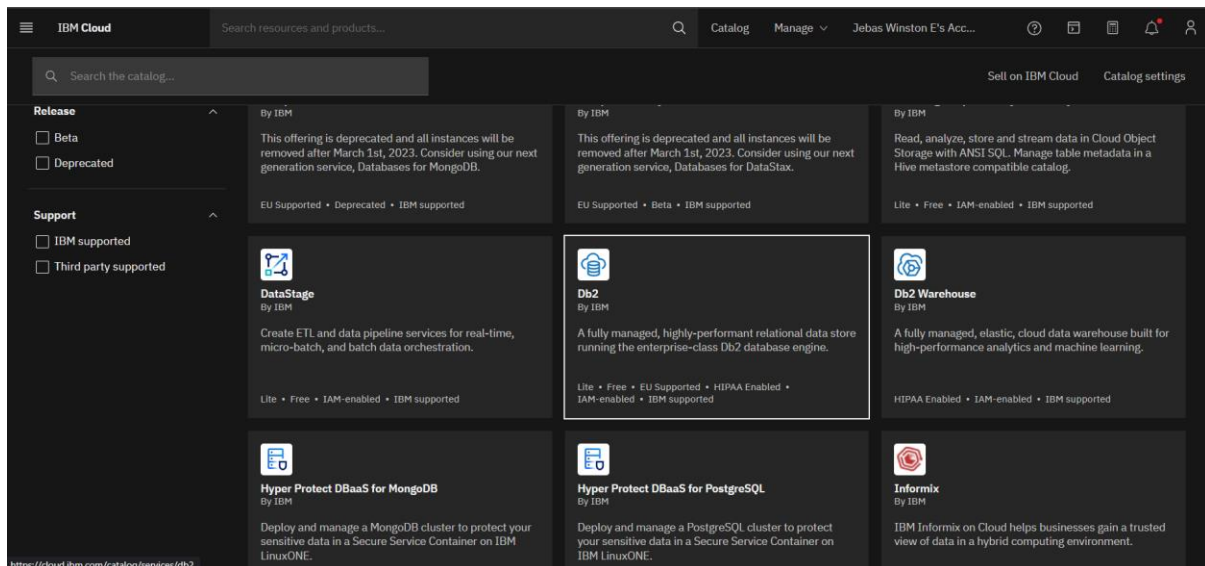 IBM Cloud
Search resources and products...
Catalog
Manage
Jebas Winston E's Acc...
Search the catalog...
Sell on IBM Cloud
Catalog settings
Release
Beta
Deprecated
Support
IBM supported
Third party supported
By IBM
This offering is deprecated and all instances will be
removed after March 1st, 2023. Consider using our next
generation service, Databases for MongoDB.
EU Supported • Deprecated • IBM supported
By IBM
This offering is deprecated and all instances will be
removed after March 1st, 2023. Consider using our next
generation service, Databases for DataStax.
EU Supported • Beta • IBM supported
By IBM
Read, analyze, store and stream data in Cloud Object
Storage with ANSI SQL. Manage table metadata in a
Hive metastore compatible catalog.
Lite • Free • IAM-enabled • IBM supported
DataStage
By IBM
Create ETL and data pipeline services for real-time,
micro-batch, and batch data orchestration.
Lite • Free • IAM-enabled • IBM supported
Db2
By IBM
A fully managed, highly-performant relational data store
running the enterprise-class Db2 database engine.
Lite • Free • EU Supported • HIPAA Enabled •
IAM-enabled • IBM supported
Db2 Warehouse
By IBM
A fully managed, elastic, cloud data warehouse built for
high-performance analytics and machine learning.
HIPAA Enabled • IAM-enabled • IBM supported
Hyper Protect DBaaS for MongoDB
By IBM
Deploy and manage a MongoDB cluster to protect your
sensitive data in a Secure Service Container on IBM
LinuxONE.
Hyper Protect DBaaS for PostgreSQL
By IBM
Deploy and manage a PostgreSQL cluster to protect
your sensitive data in a Secure Service Container on
IBM LinuxONE.
Informix
By IBM
IBM Informix on Cloud helps businesses gain a trusted
view of data in a hybrid computing environment.
https://cloud.ibm.com/catalog/services/db2